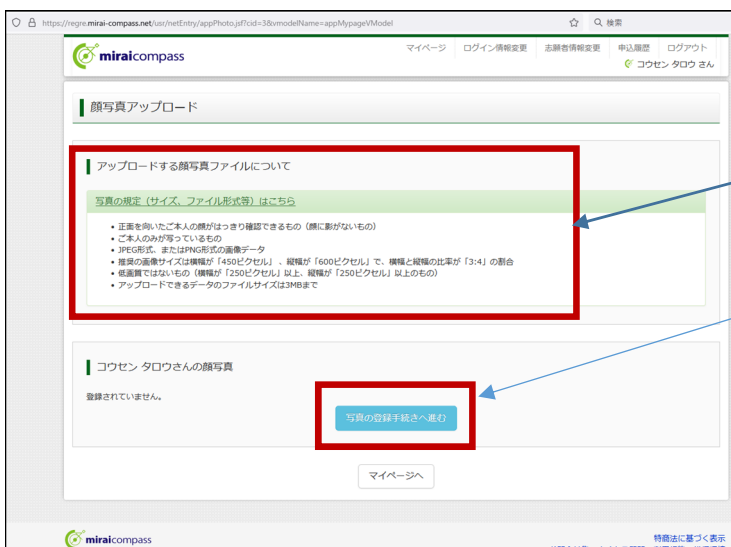 https://regre.mirai-compass.net/usr/netEntry/appPhoto.jsf?cid=3&vmodelName=appMypageVModel
検索
miraicompass
マイページ ログイン情報変更 志願者情報変更 申込履歴 ログアウト
コウセン タロウ さん
顔写真アップロード
アップロードする顔写真ファイルについて
写真の規定（サイズ、ファイル形式等）はこちら
• 正面を向いたご本人の顔がはっきり確認できるもの（顔に影がないもの）
• ご本人のみが写っているもの
• JPEG形式、またはPNG形式の画像データ
• 推奨の画像サイズは横幅が「450ピクセル」、縦幅が「600ピクセル」で、横幅と縦幅の比率が「3:4」の割合
• 低画質ではないもの（横幅が「250ピクセル」以上、縦幅が「250ピクセル」以上のもの）
• アップロードできるデータのファイルサイズは3MBまで
コウセン タロウさんの顔写真
登録されていません。
写真の登録手続きへ進む
マイページへ
miraicompass
特商法に基づく表示